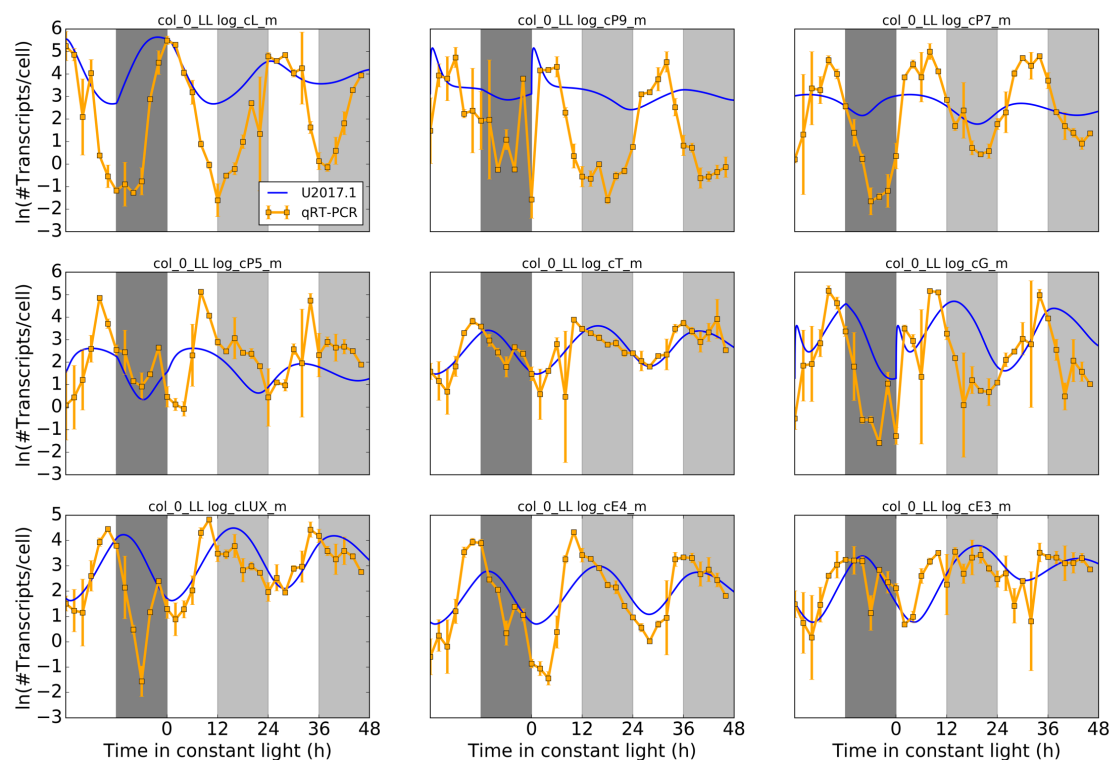 col_0_LL log_cL_m
col_0_LL log_cP9_m
col_0_LL log_cP7_m
ln(#Transcripts/cell)
6
5
4
3
2
1
0
−1
−2
−3
U2017.1
qRT-PCR
col_0_LL log_cP5_m
col_0_LL log_cT_m
col_0_LL log_cG_m
ln(#Transcripts/cell)
6
5
4
3
2
1
0
−1
−2
−3
col_0_LL log_cLUX_m
col_0_LL log_cE4_m
col_0_LL log_cE3_m
ln(#Transcripts/cell)
5
4
3
2
1
0
−1
−2
−3
0 12 24 36 48
0 12 24 36 48
0 12 24 36 48
Time in constant light (h)
Time in constant light (h)
Time in constant light (h)